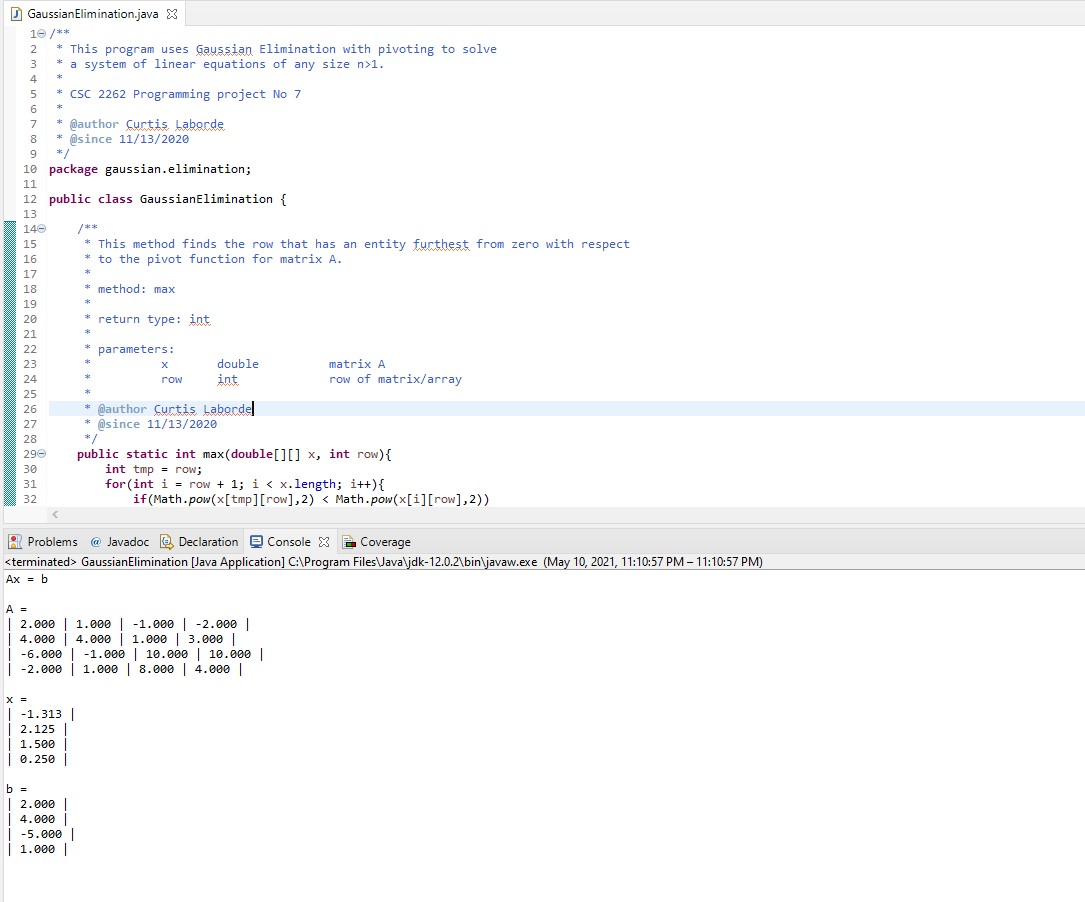 GaussianElimination.java
1 /**
2  * This program uses Gaussian Elimination with pivoting to solve
3  * a system of linear equations of any size n>1.
4  *
5  * CSC 2262 Programming project No 7
6  *
7  * @author Curtis Laborde
8  * @since 11/13/2020
9  */
10 package gaussian.elimination;
11
12 public class GaussianElimination {
13
14     /**
15      * This method finds the row that has an entity furthest from zero with respect
16      * to the pivot function for matrix A.
17      *
18      * method: max
19      *
20      * return type: int
21      *
22      * parameters:
23      *          x       double          matrix A
24      *          row     int             row of matrix/array
25      *
26      * @author Curtis Laborde
27      * @since 11/13/2020
28      */
29     public static int max(double[][] x, int row){
30         int tmp = row;
31         for(int i = row + 1; i < x.length; i++){
32             if(Math.pow(x[tmp][row],2) < Math.pow(x[i][row],2))
Problems @ Javadoc Declaration Console Coverage
<terminated> GaussianElimination [Java Application] C:\Program Files\Java\jdk-12.0.2\bin\javaw.exe (May 10, 2021, 11:10:57 PM – 11:10:57 PM)
Ax = b
A =
| 2.000 | 1.000 | -1.000 | -2.000 |
| 4.000 | 4.000 | 1.000 | 3.000 |
| -6.000 | -1.000 | 10.000 | 10.000 |
| -2.000 | 1.000 | 8.000 | 4.000 |
x =
| -1.313 |
| 2.125 |
| 1.500 |
| 0.250 |
b =
| 2.000 |
| 4.000 |
| -5.000 |
| 1.000 |